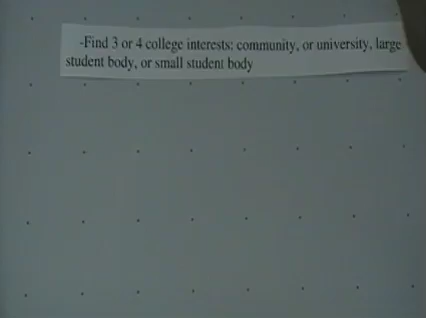 -Find 3 or 4 college interests: community, or university, large
student body, or small student body